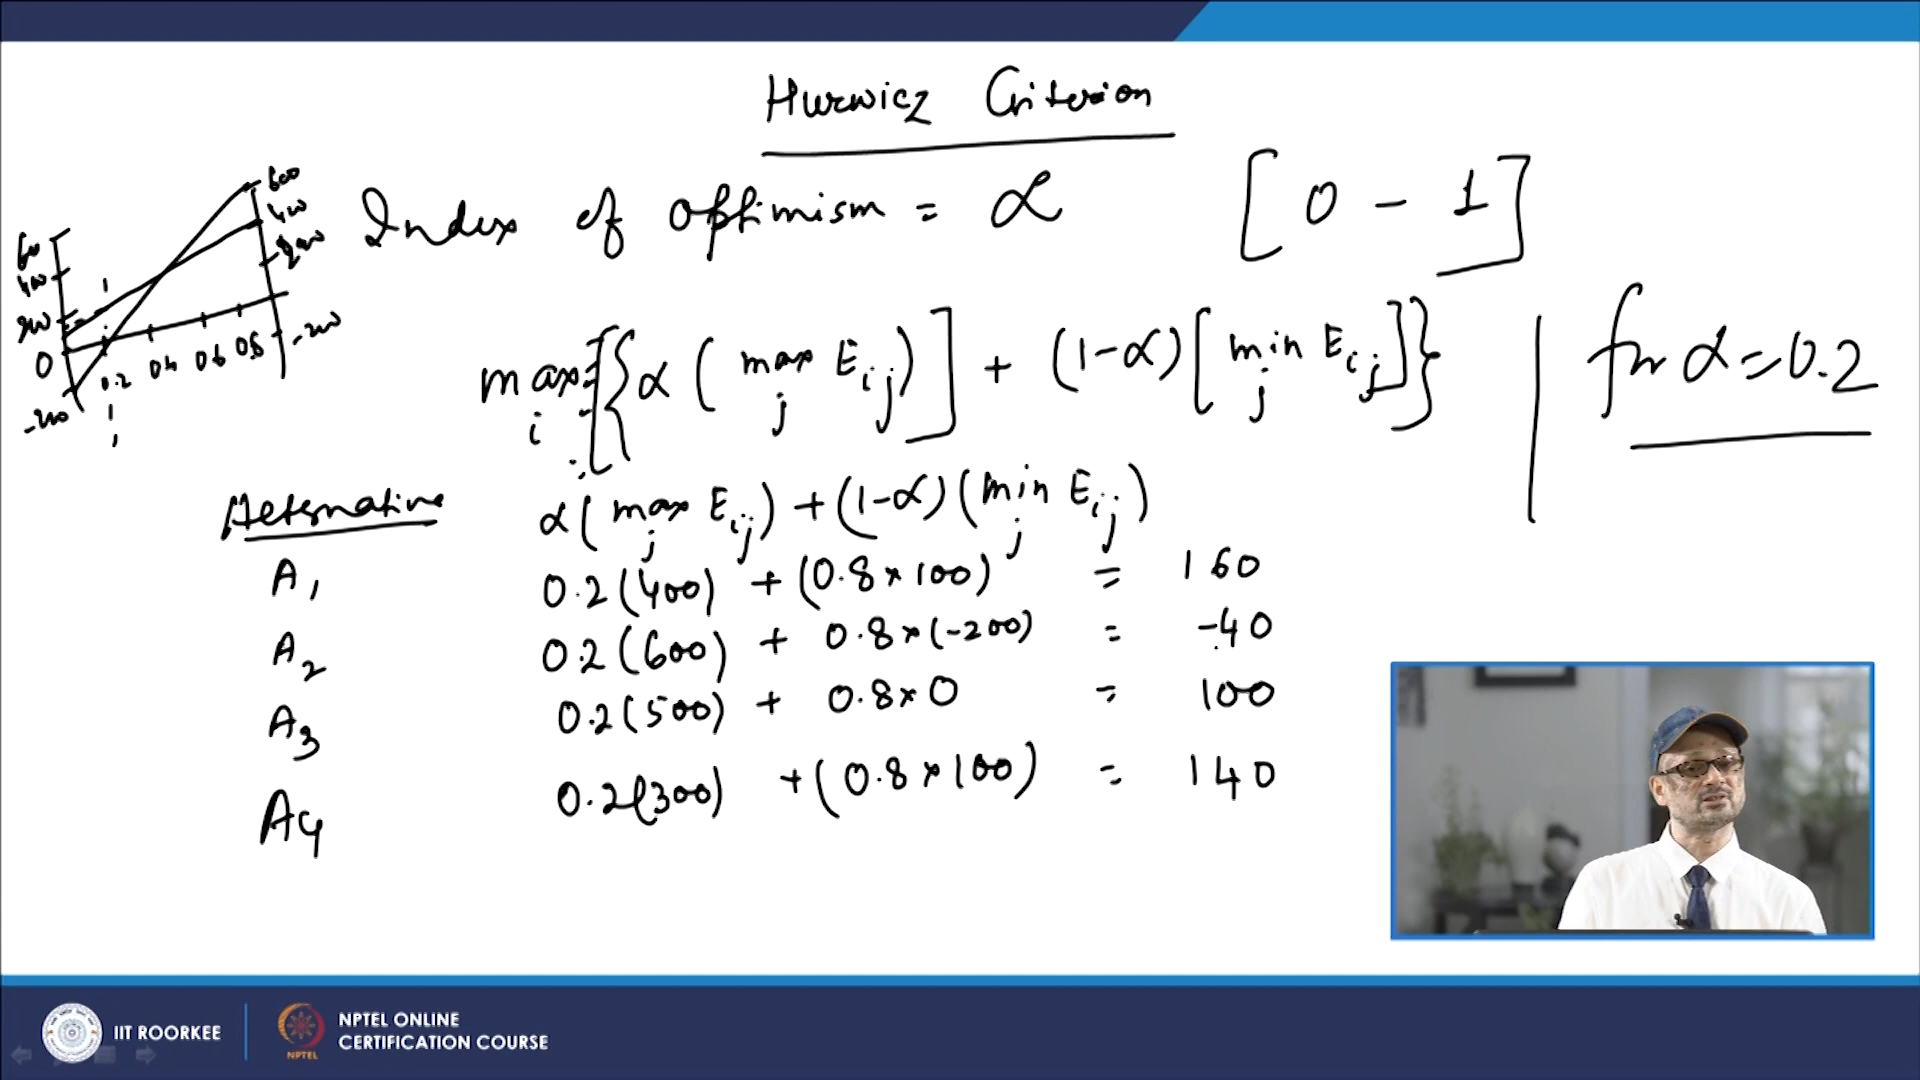 Hurwicz Criterion
Index of optimism = α [0 - 1]
600
400
200
-200
60
400
200
0
-200
0.2 0.4 0.6 0.8
max i [{α (max j Eij)] + (1-α) [min j Eij]}
for α = 0.2
Alternative α (max j Eij) + (1-α) (min j Eij)
A1 0.2(400) + (0.8×100) = 160
A2 0.2(600) + 0.8×(-200) = -40
A3 0.2(500) + 0.8×0 = 100
A4 0.2(300) + (0.8×100) = 140
IIT ROORKEE
NPTEL
NPTEL ONLINE
CERTIFICATION COURSE